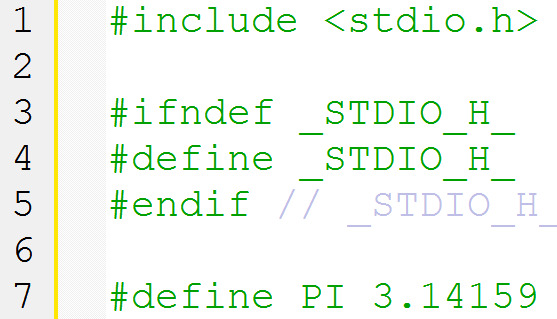 1 #include <stdio.h>
2
3 #ifndef _STDIO_H_
4 #define _STDIO_H_
5 #endif // _STDIO_H_
6
7 #define PI 3.14159